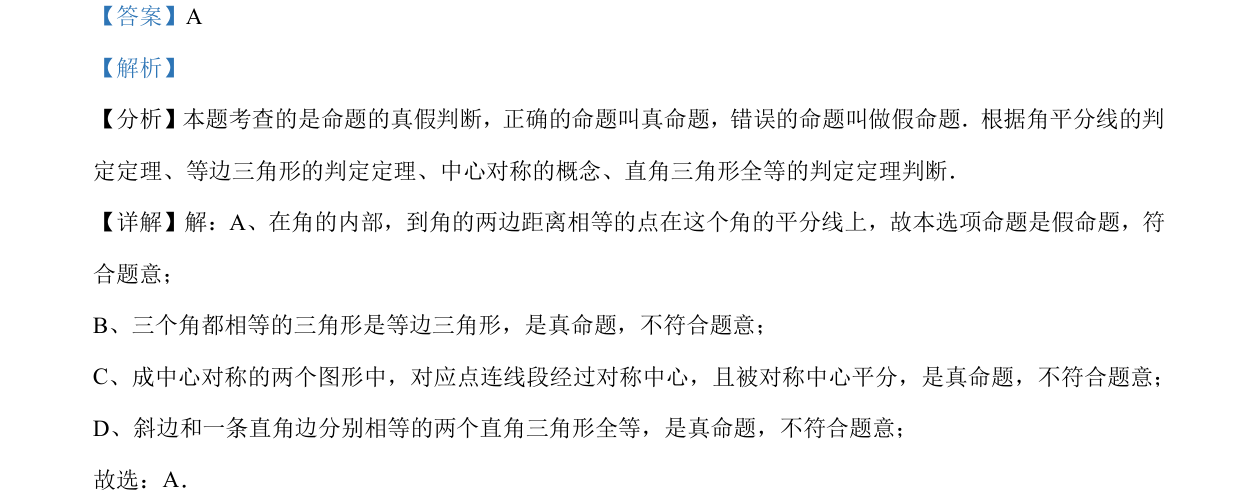 【答案】A
【解析】
【分析】本题考查的是命题的真假判断，正确的命题叫真命题，错误的命题叫做假命题．根据角平分线的判
定定理、等边三角形的判定定理、中心对称的概念、直角三角形全等的判定定理判断．
【详解】解：A、在角的内部，到角的两边距离相等的点在这个角的平分线上，故本选项命题是假命题，符
合题意；
B、三个角都相等的三角形是等边三角形，是真命题，不符合题意；
C、成中心对称的两个图形中，对应点连线段经过对称中心，且被对称中心平分，是真命题，不符合题意；
D、斜边和一条直角边分别相等的两个直角三角形全等，是真命题，不符合题意；
故选：A．